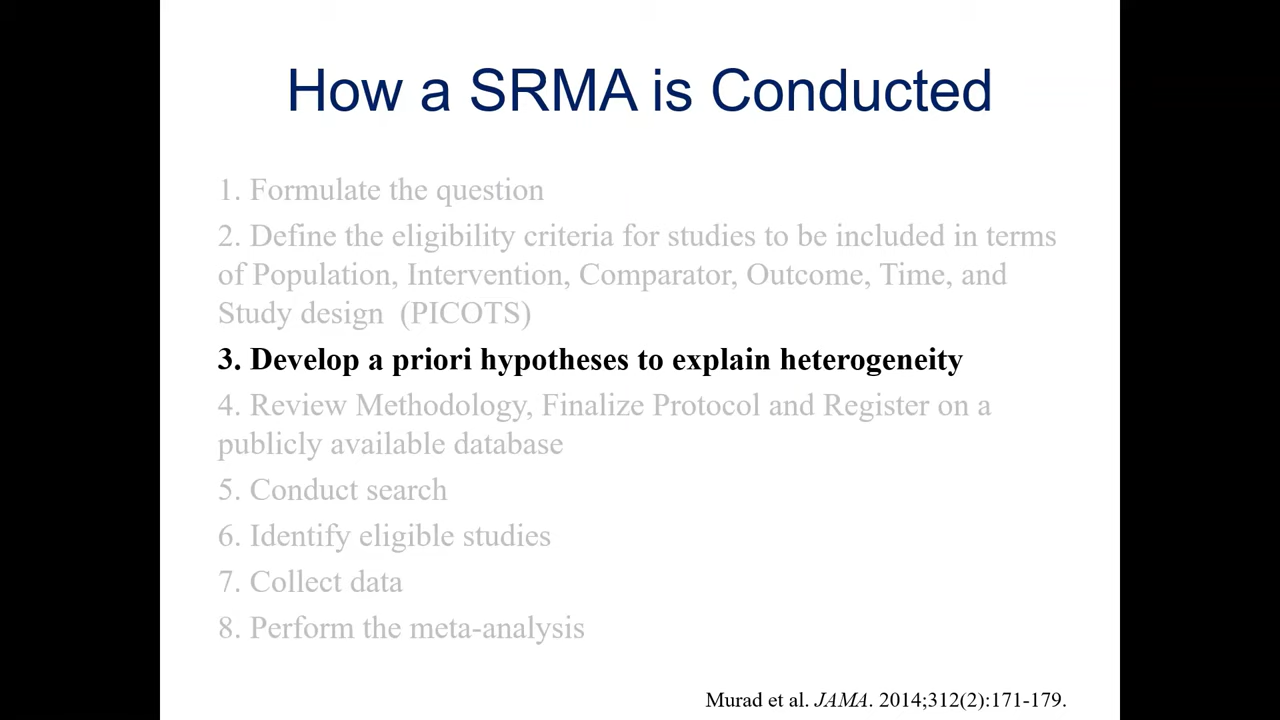 How a SRMA is Conducted
1. Formulate the question
2. Define the eligibility criteria for studies to be included in terms
of Population, Intervention, Comparator, Outcome, Time, and
Study design  (PICOTS)
3. Develop a priori hypotheses to explain heterogeneity
4. Review Methodology, Finalize Protocol and Register on a
publicly available database
5. Conduct search
6. Identify eligible studies
7. Collect data
8. Perform the meta-analysis
Murad et al. JAMA. 2014;312(2):171-179.